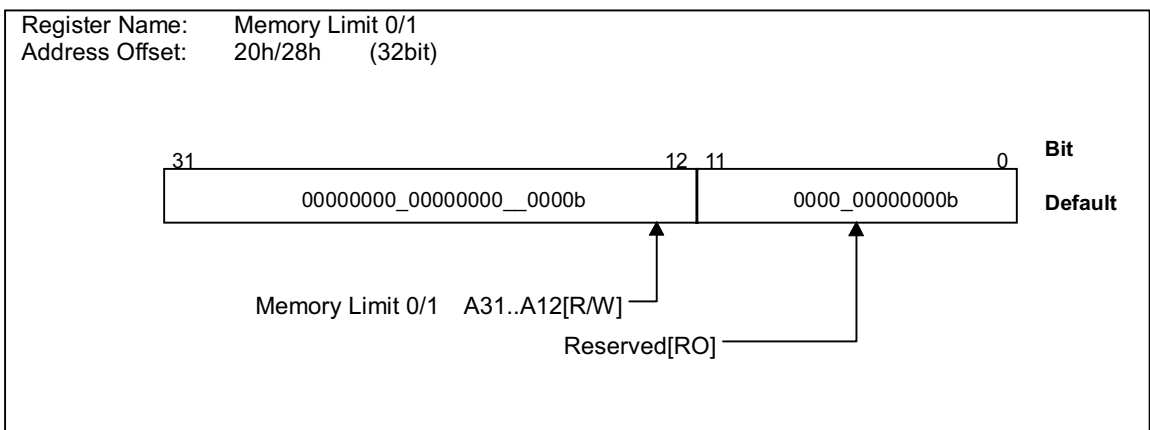 Register Name: Memory Limit 0/1
Address Offset: 20h/28h (32bit)
31 12 11 0 Bit
00000000_00000000__0000b 0000_00000000b Default
Memory Limit 0/1 A31..A12[R/W]
Reserved[RO]